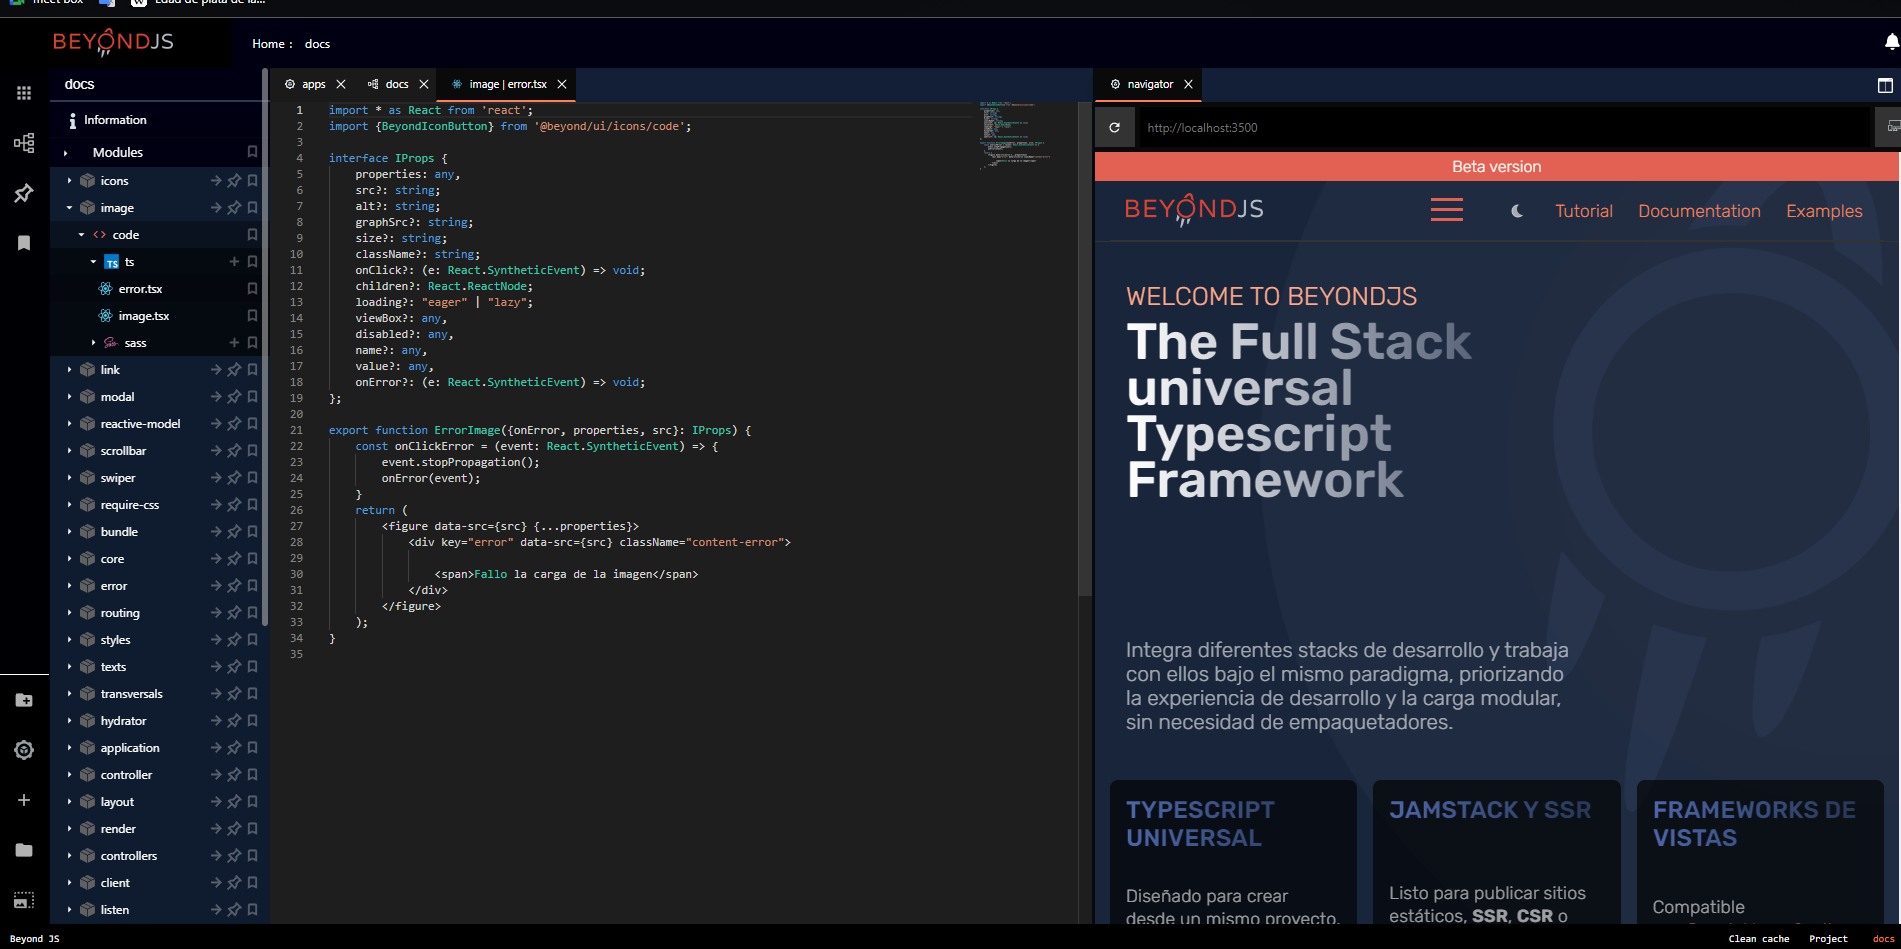 meet box
Edad de plata de la...
BEYONDJS
Home :
docs
docs
Information
Modules
icons
image
code
TS ts
error.tsx
image.tsx
sass
link
modal
reactive-model
scrollbar
swiper
require-css
bundle
core
error
routing
styles
texts
transversals
hydrator
application
controller
layout
render
controllers
client
listen
apps
docs
image | error.tsx
1 import * as React from 'react';
2 import {BeyondIconButton} from '@beyond/ui/icons/code';
3
4 interface IProps {
5 properties: any,
6 src?: string;
7 alt?: string;
8 graphSrc?: string;
9 size?: string;
10 className?: string;
11 onClick?: (e: React.SyntheticEvent) => void;
12 children?: React.ReactNode;
13 loading?: "eager" | "lazy";
14 viewBox?: any,
15 disabled?: any,
16 name?: any,
17 value?: any,
18 onError?: (e: React.SyntheticEvent) => void;
19 };
20
21 export function ErrorImage({onError, properties, src}: IProps) {
22 const onClickError = (event: React.SyntheticEvent) => {
23 event.stopPropagation();
24 onError(event);
25 }
26 return (
27 <figure data-src={src} {...properties}>
28 <div key="error" data-src={src} className="content-error">
29
30 <span>Fallo la carga de la imagen</span>
31 </div>
32 </figure>
33 );
34 }
35
navigator
http://localhost:3500
Beta version
BEYONDJS
Tutorial
Documentation
Examples
WELCOME TO BEYONDJS
The Full Stack
universal
Typescript
Framework
Integra diferentes stacks de desarrollo y trabaja
con ellos bajo el mismo paradigma, priorizando
la experiencia de desarrollo y la carga modular,
sin necesidad de empaquetadores.
TYPESCRIPT
UNIVERSAL
Diseñado para crear
desde un mismo proyecto,
JAMSTACK Y SSR
Listo para publicar sitios
estáticos, SSR, CSR o
FRAMEWORKS DE
VISTAS
Compatible
Beyond JS
Clean cache
Project
docs